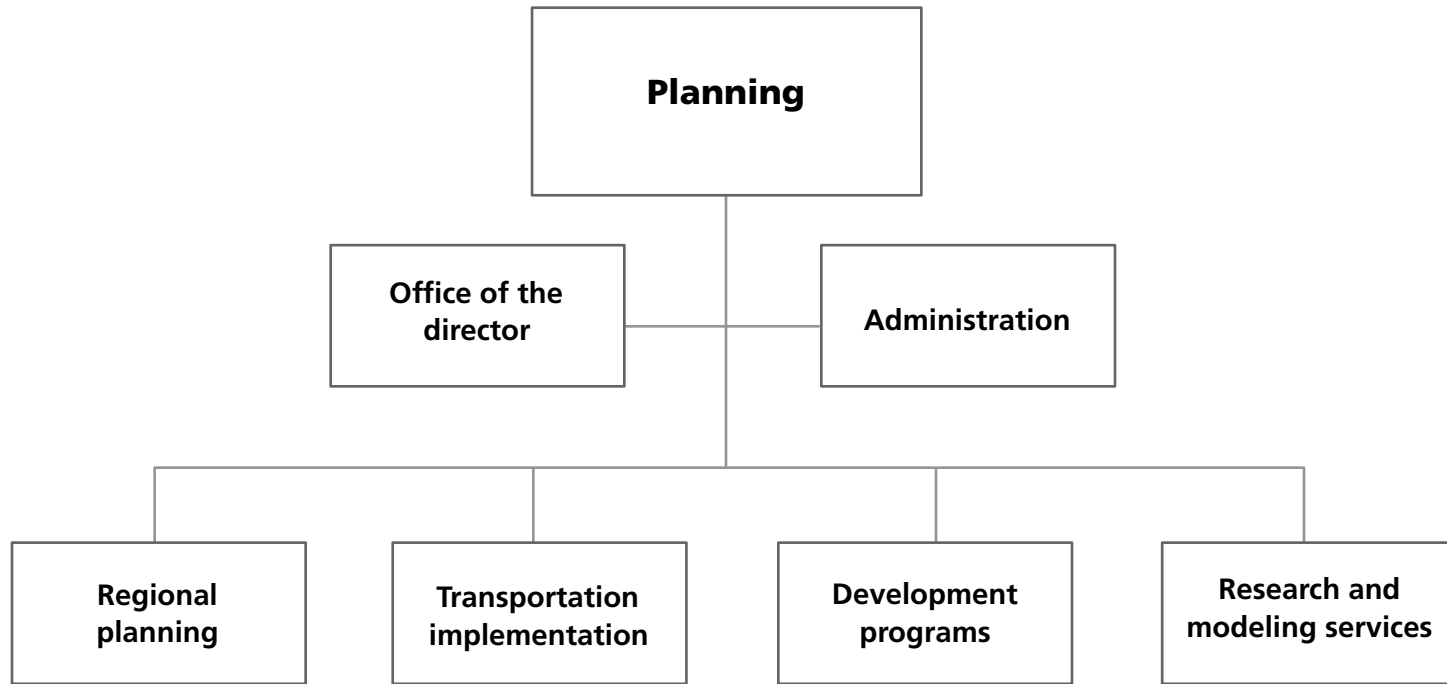 Planning
Office of the
director
Administration
Regional
planning
Transportation
implementation
Development
programs
Research and
modeling services